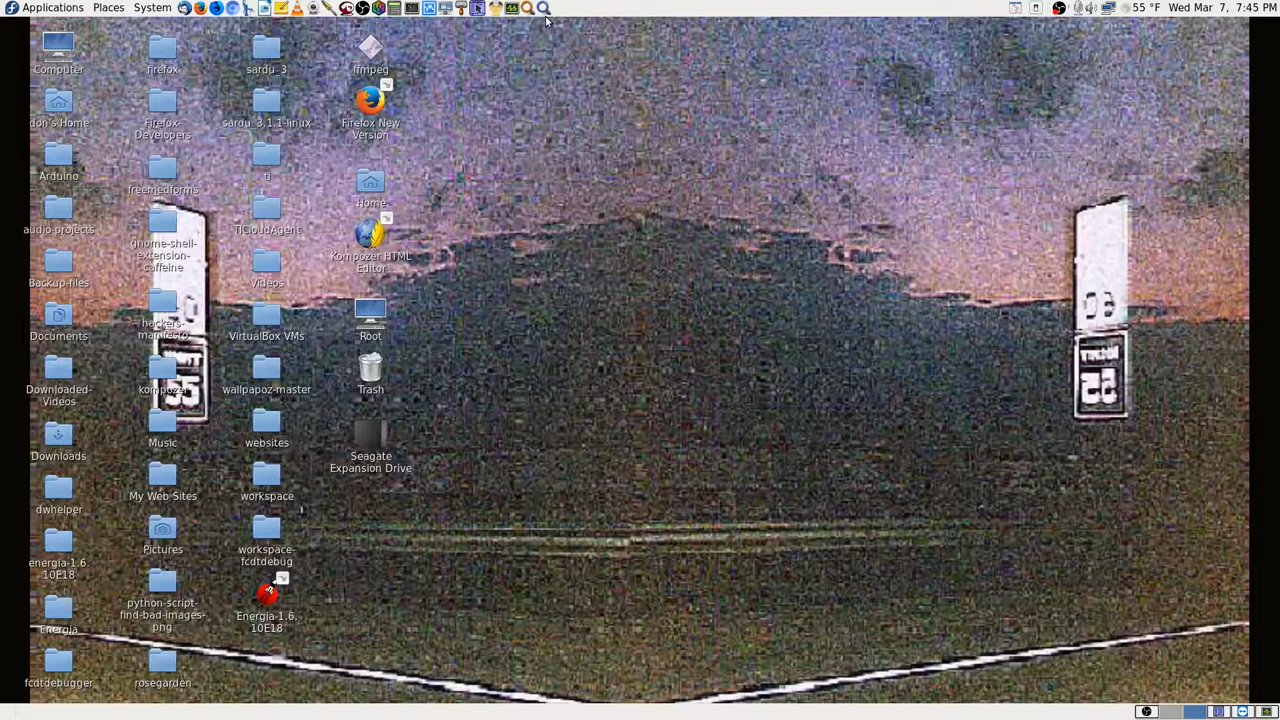 Applications Places System
55 °F Wed Mar 7, 7:45 PM
Computer
don's Home
Arduino
audio-projects
Backup-files
Documents
Downloaded-
Videos
Downloads
dwhelper
energia-1.6.
10E18
Energia
fcdtdebugger
firefox
Firefox-
Developers
freemedforms
gnome-shell-
extension-
caffeine
hackers-
manifesto
kompozer
Music
My Web Sites
Pictures
python-script-
find-bad-images-
png
rosegarden
sardu_3
sardu_3.1.1-linux
ti
TICloudAgent
Videos
VirtualBox VMs
wallpapoz-master
websites
workspace
workspace-
fcdtdebug
Energia-1.6.
10E18
ffmpeg
Firefox New
Version
Home
Kompozer HTML
Editor
Root
Trash
Seagate
Expansion Drive